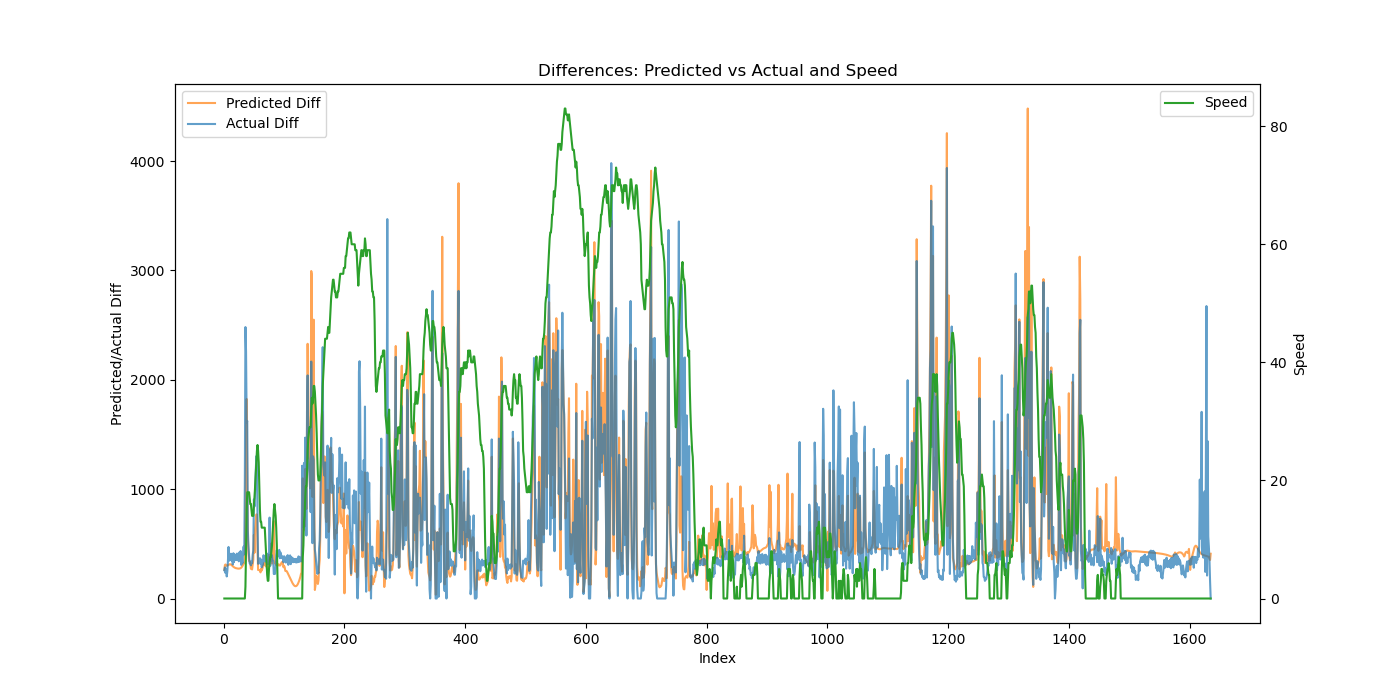 Differences: Predicted vs Actual and Speed
Predicted Diff
Actual Diff
Speed
4000
3000
2000
1000
0
Predicted/Actual Diff
80
60
40
20
0
Speed
0 200 400 600 800 1000 1200 1400 1600
Index